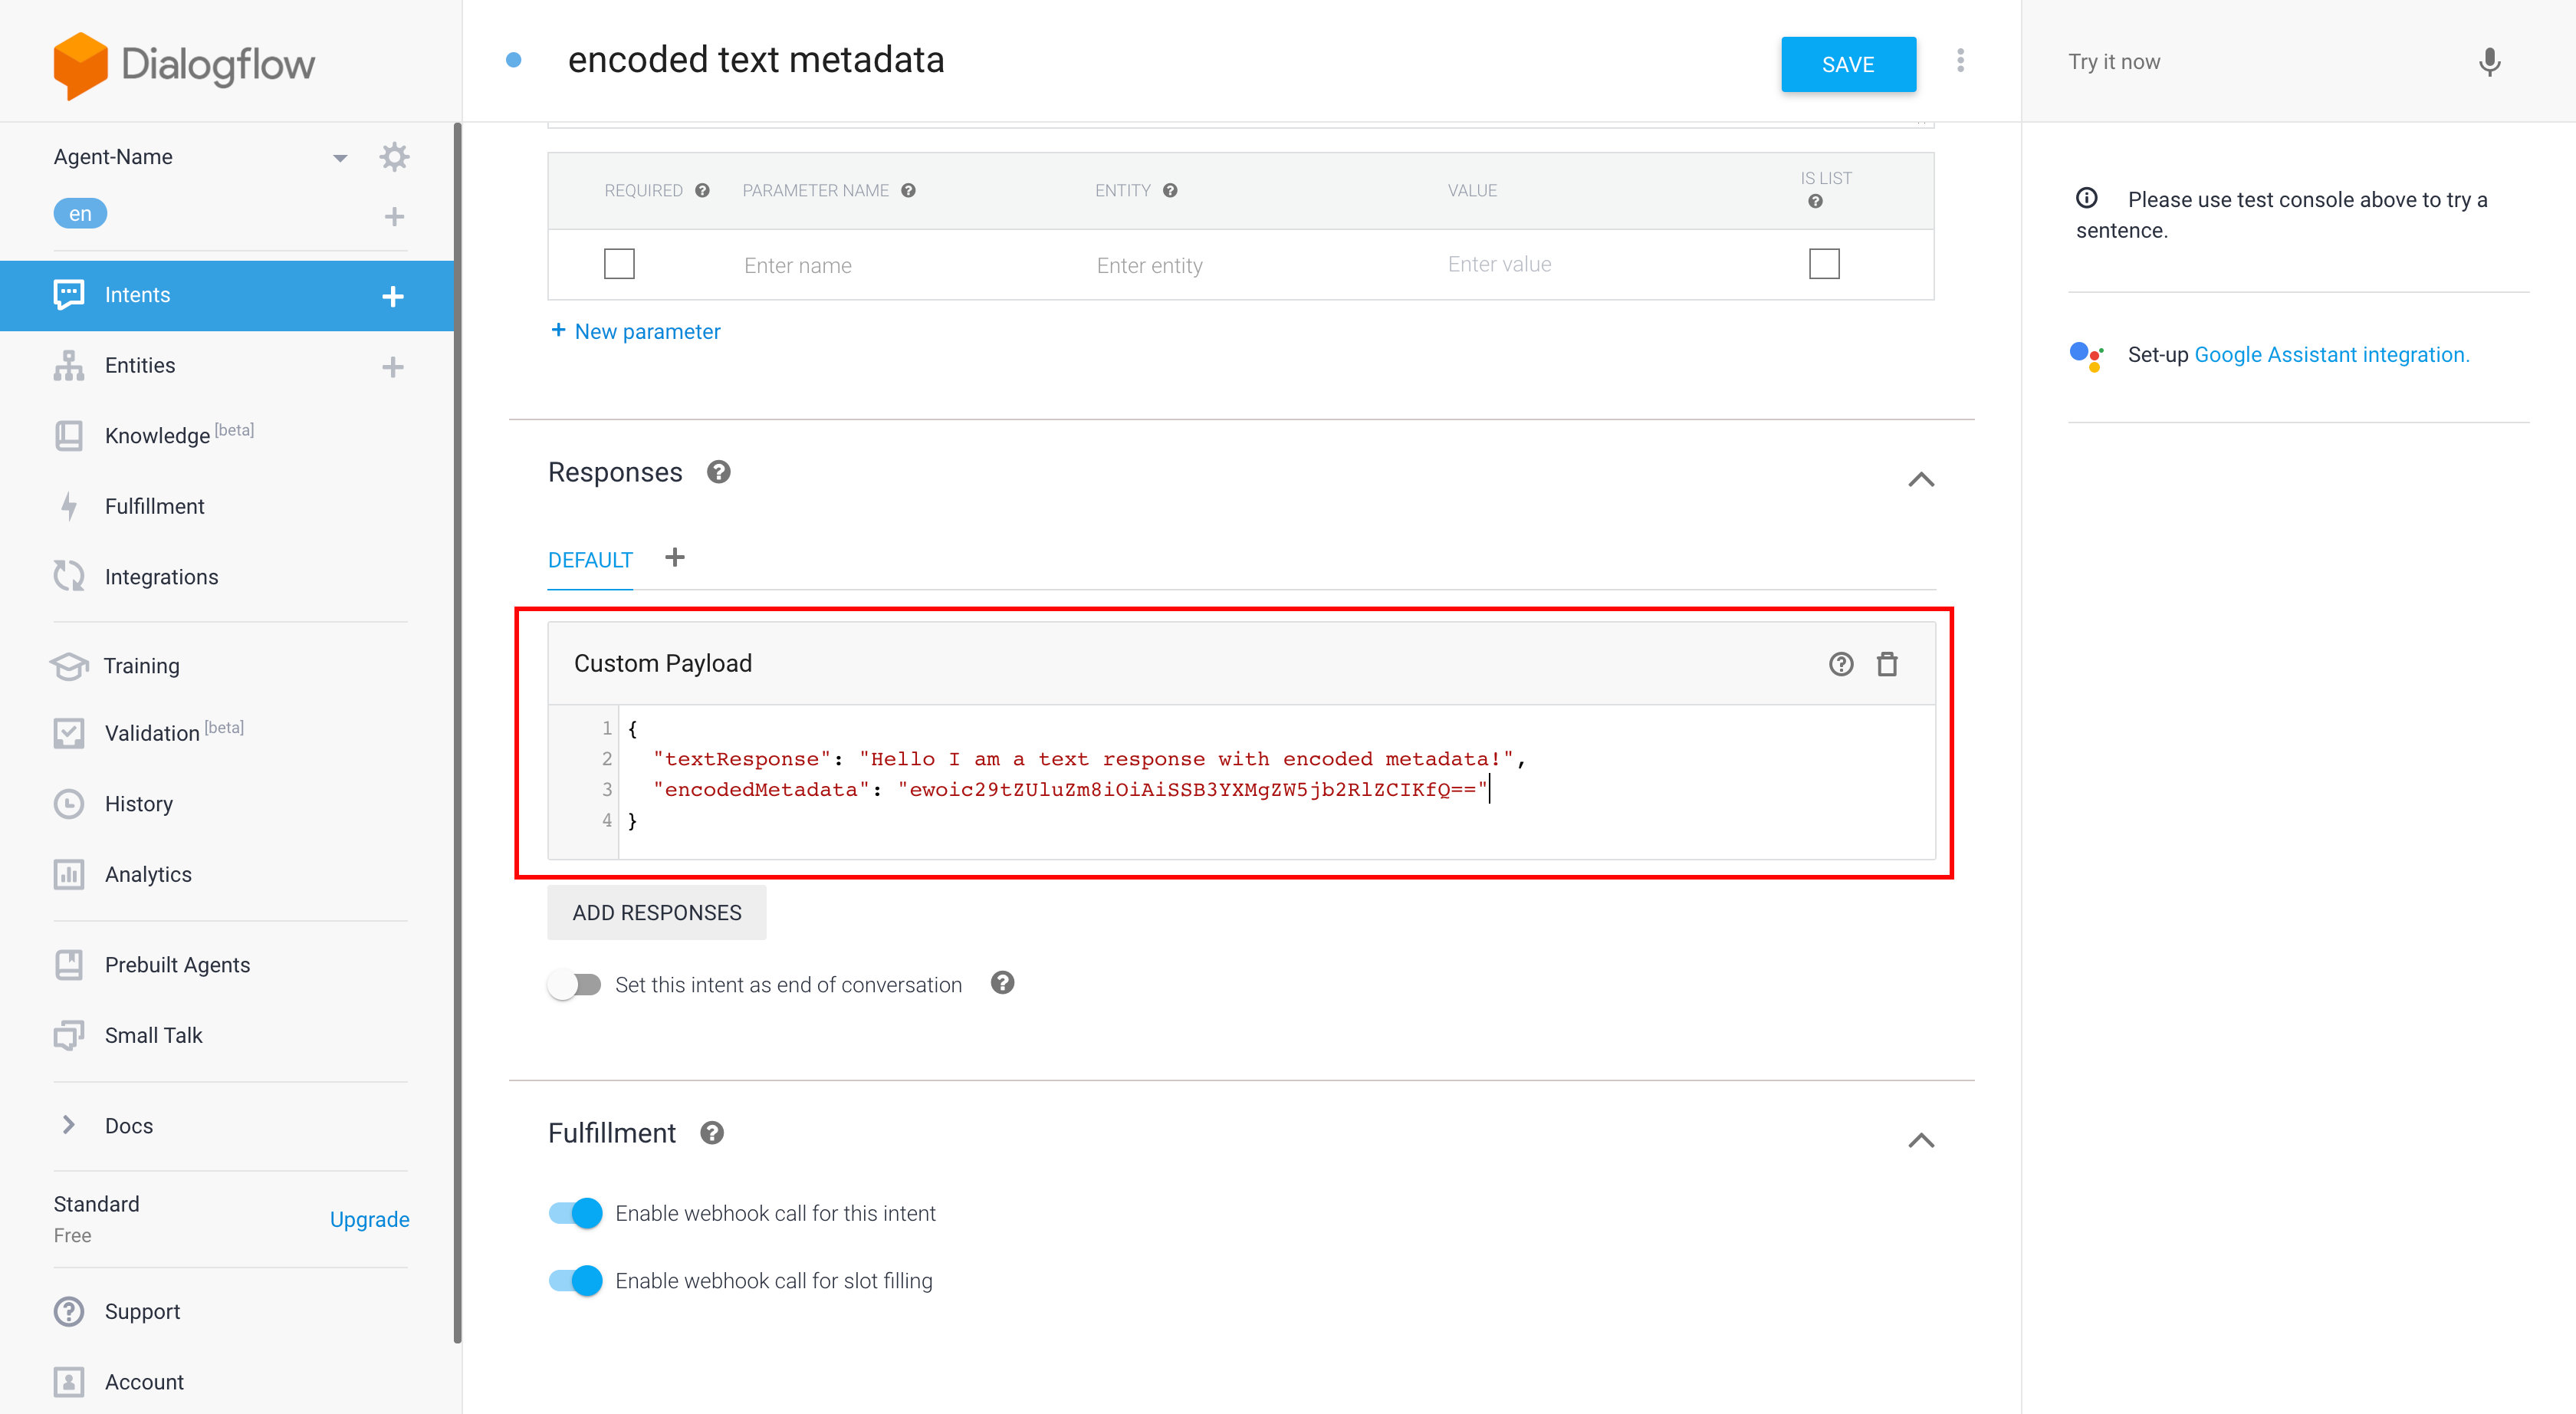 Dialogflow
Agent-Name
en
Intents
Entities
Knowledge [beta]
Fulfillment
Integrations
Training
Validation [beta]
History
Analytics
Prebuilt Agents
Small Talk
Docs
Standard
Free
Upgrade
Support
Account
encoded text metadata
SAVE
REQUIRED PARAMETER NAME ENTITY VALUE IS LIST
Enter name Enter entity Enter value
+ New parameter
Responses
DEFAULT +
Custom Payload
1 {
2 "textResponse": "Hello I am a text response with encoded metadata!",
3 "encodedMetadata": "ewoic29tZUluZm8iOiAiSSB3YXMgZW5jb2RlZCIKfQ=="
4 }
ADD RESPONSES
Set this intent as end of conversation
Fulfillment
Enable webhook call for this intent
Enable webhook call for slot filling
Try it now
Please use test console above to try a
sentence.
Set-up Google Assistant integration.